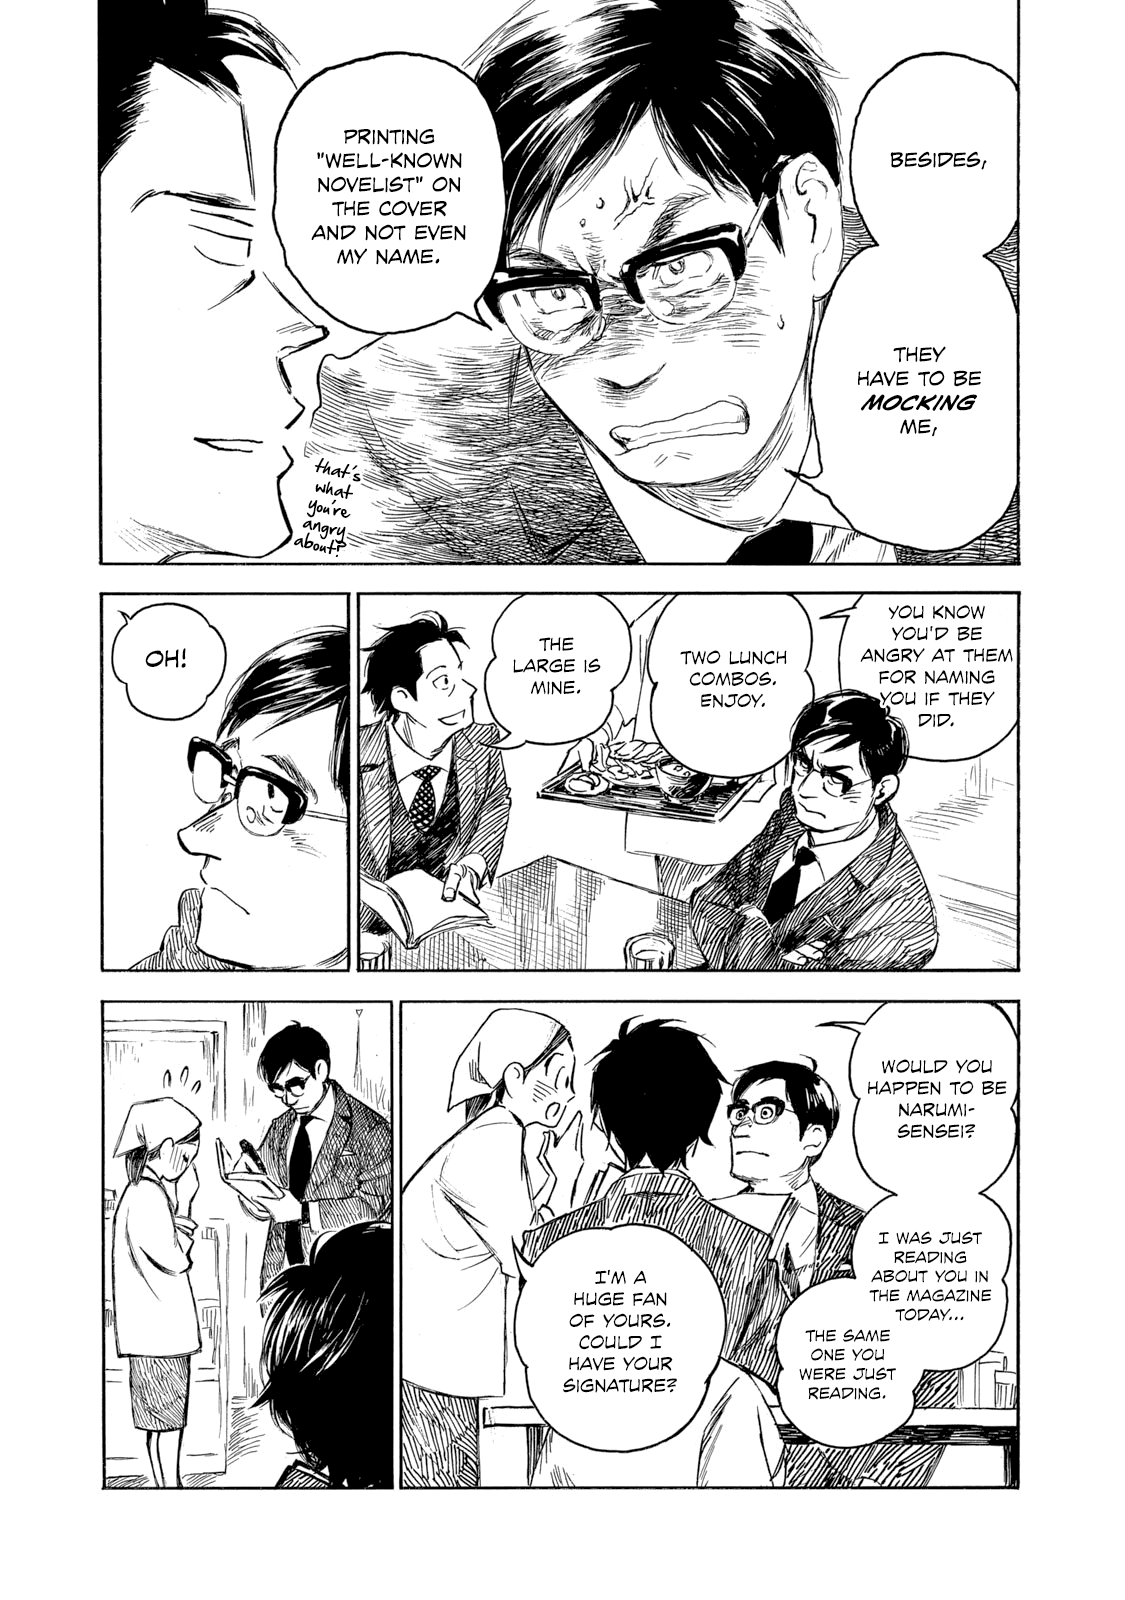 BESIDES,
THEY
HAVE TO BE
MOCKING
ME,
PRINTING
"WELL-KNOWN
NOVELIST" ON
THE COVER
AND NOT EVEN
MY NAME.
that's
what
you're
angry
about?
YOU KNOW
YOU'D BE
ANGRY AT THEM
FOR NAMING
YOU IF THEY
DID.
TWO LUNCH
COMBOS.
ENJOY.
THE
LARGE IS
MINE.
OH!
WOULD YOU
HAPPEN TO BE
NARUMI-
SENSEI?
I WAS JUST
READING
ABOUT YOU IN
THE MAGAZINE
TODAY...
THE SAME
ONE YOU
WERE JUST
READING.
I'M A
HUGE FAN
OF YOURS.
COULD I
HAVE YOUR
SIGNATURE?